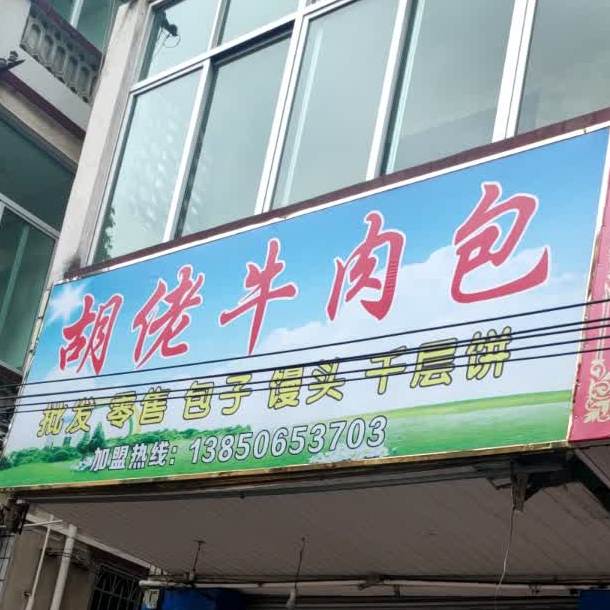 胡佬牛肉包
批发 零售 包子 馒头 千层饼
加盟热线：13850653703